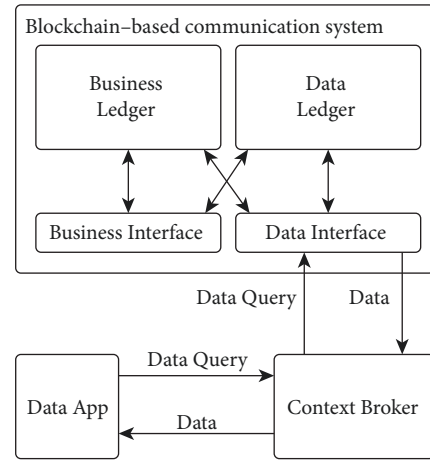 Blockchain–based communication system
Business
Ledger
Data
Ledger
Business Interface
Data Interface
Data Query
Data
Data App
Data Query
Data
Context Broker